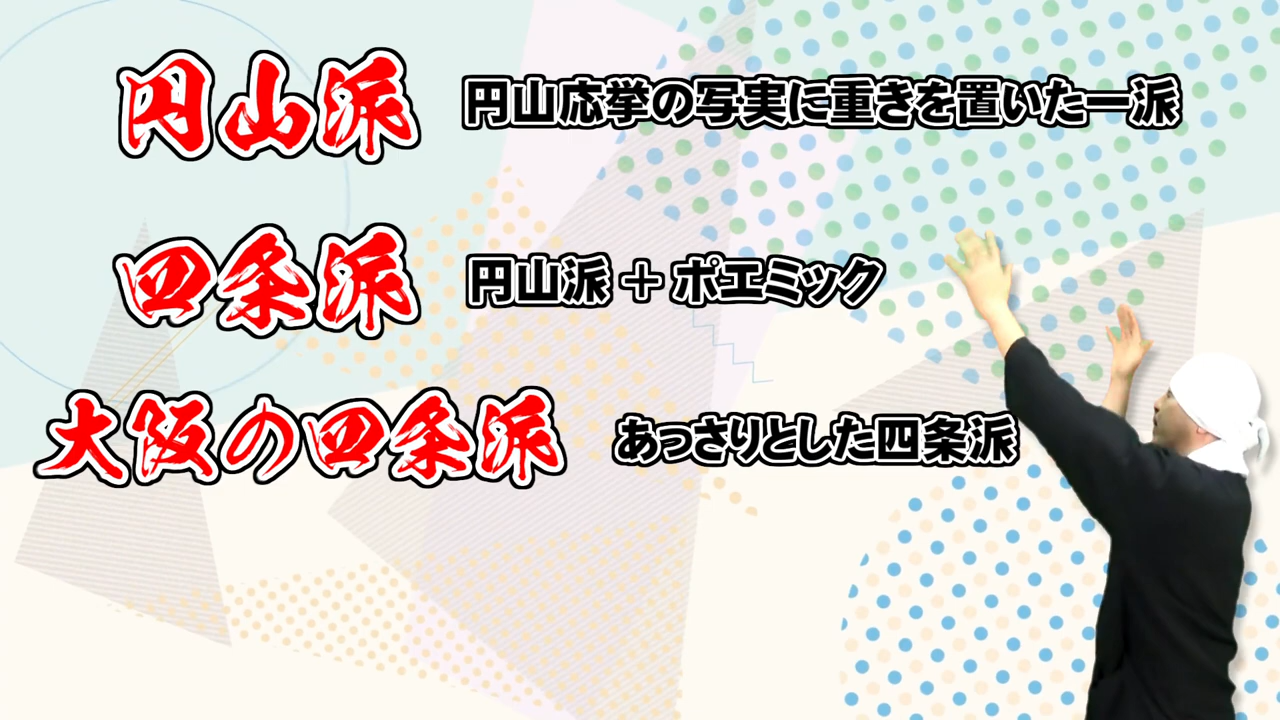 円山派 円山応挙の写実に重きを置いた一派
四条派 円山派 + ポエミック
大阪の四条派 あっさりとした四条派